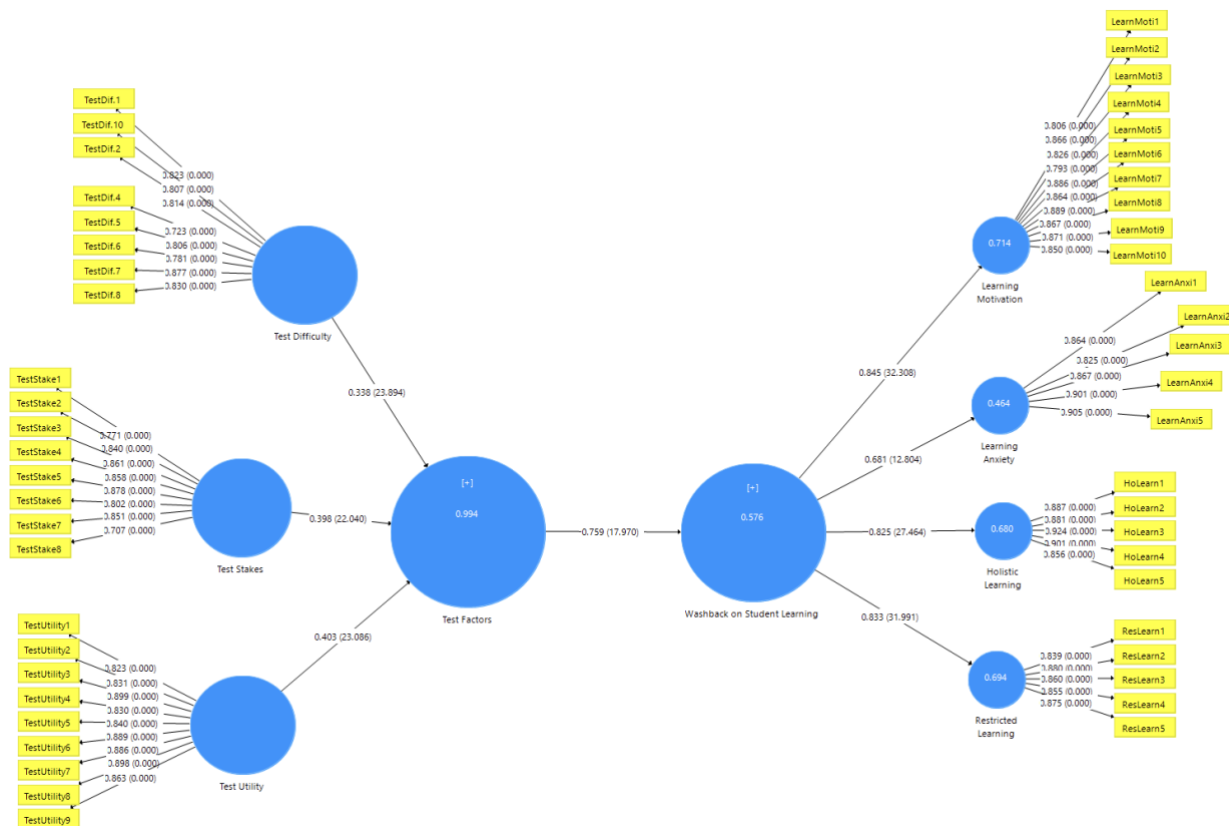 TestDif.1
TestDif.10
TestDif.2
TestDif.4
TestDif.5
TestDif.6
TestDif.7
TestDif.8
0.823 (0.000)
0.807 (0.000)
0.814 (0.000)
0.723 (0.000)
0.806 (0.000)
0.781 (0.000)
0.877 (0.000)
0.830 (0.000)
Test Difficulty
0.338 (23.894)
TestStake1
TestStake2
TestStake3
TestStake4
TestStake5
TestStake6
TestStake7
TestStake8
0.771 (0.000)
0.840 (0.000)
0.861 (0.000)
0.858 (0.000)
0.878 (0.000)
0.802 (0.000)
0.851 (0.000)
0.707 (0.000)
Test Stakes
0.398 (22.040)
TestUtility1
TestUtility2
TestUtility3
TestUtility4
TestUtility5
TestUtility6
TestUtility7
TestUtility8
TestUtility9
0.823 (0.000)
0.831 (0.000)
0.899 (0.000)
0.830 (0.000)
0.840 (0.000)
0.889 (0.000)
0.886 (0.000)
0.898 (0.000)
0.863 (0.000)
Test Utility
0.403 (23.086)
[+]
0.994
Test Factors
0.759 (17.970)
[+]
0.576
Washback on Student Learning
0.845 (32.308)
0.681 (12.804)
0.825 (27.464)
0.833 (31.991)
0.714
Learning
Motivation
0.806 (0.000)
0.866 (0.000)
0.826 (0.000)
0.793 (0.000)
0.886 (0.000)
0.864 (0.000)
0.889 (0.000)
0.867 (0.000)
0.871 (0.000)
0.850 (0.000)
LearnMoti1
LearnMoti2
LearnMoti3
LearnMoti4
LearnMoti5
LearnMoti6
LearnMoti7
LearnMoti8
LearnMoti9
LearnMoti10
0.464
Learning
Anxiety
0.864 (0.000)
0.825 (0.000)
0.867 (0.000)
0.901 (0.000)
0.905 (0.000)
LearnAnxi1
LearnAnxi2
LearnAnxi3
LearnAnxi4
LearnAnxi5
0.680
Holistic
Learning
0.887 (0.000)
0.881 (0.000)
0.924 (0.000)
0.901 (0.000)
0.856 (0.000)
HoLearn1
HoLearn2
HoLearn3
HoLearn4
HoLearn5
0.694
Restricted
Learning
0.839 (0.000)
0.880 (0.000)
0.860 (0.000)
0.855 (0.000)
0.875 (0.000)
ResLearn1
ResLearn2
ResLearn3
ResLearn4
ResLearn5